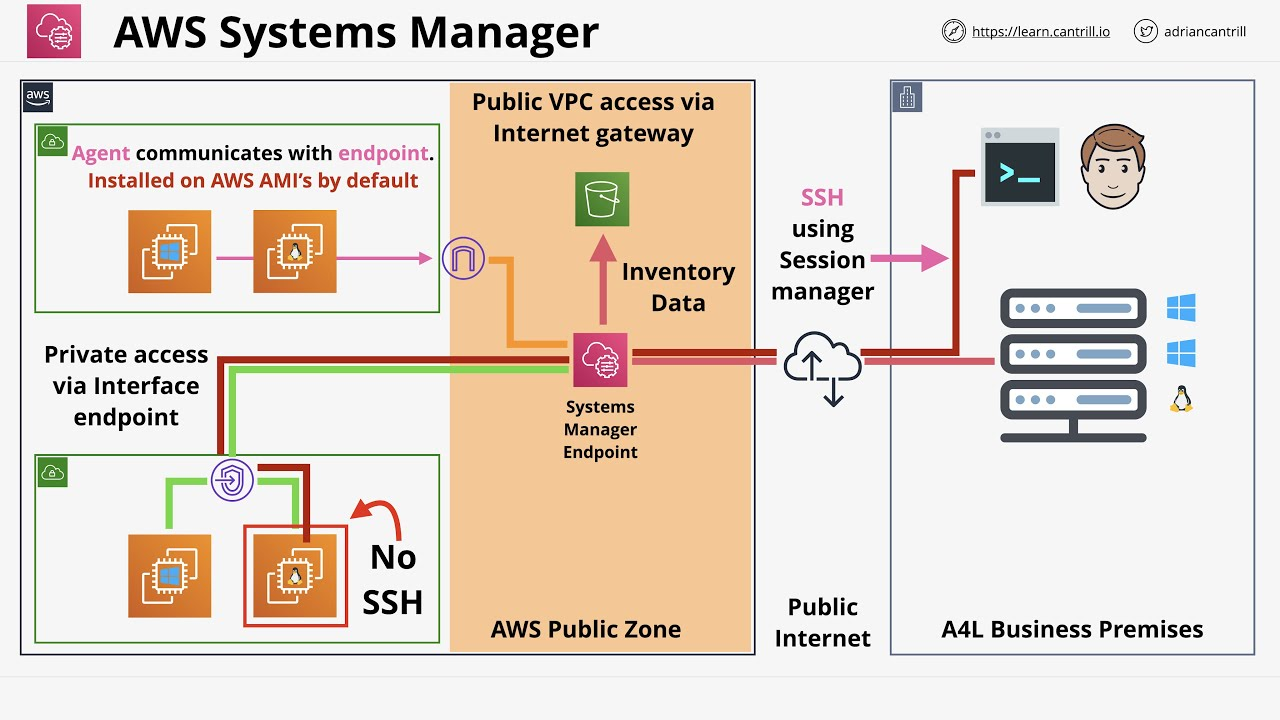 AWS Systems Manager
https://learn.cantrill.io
adriancantrill
aws
Agent communicates with endpoint.
Installed on AWS AMI's by default
Public VPC access via
Internet gateway
Inventory
Data
SSH
using
Session
manager
>_
Private access
via Interface
endpoint
Systems
Manager
Endpoint
No
SSH
AWS Public Zone
Public
Internet
A4L Business Premises